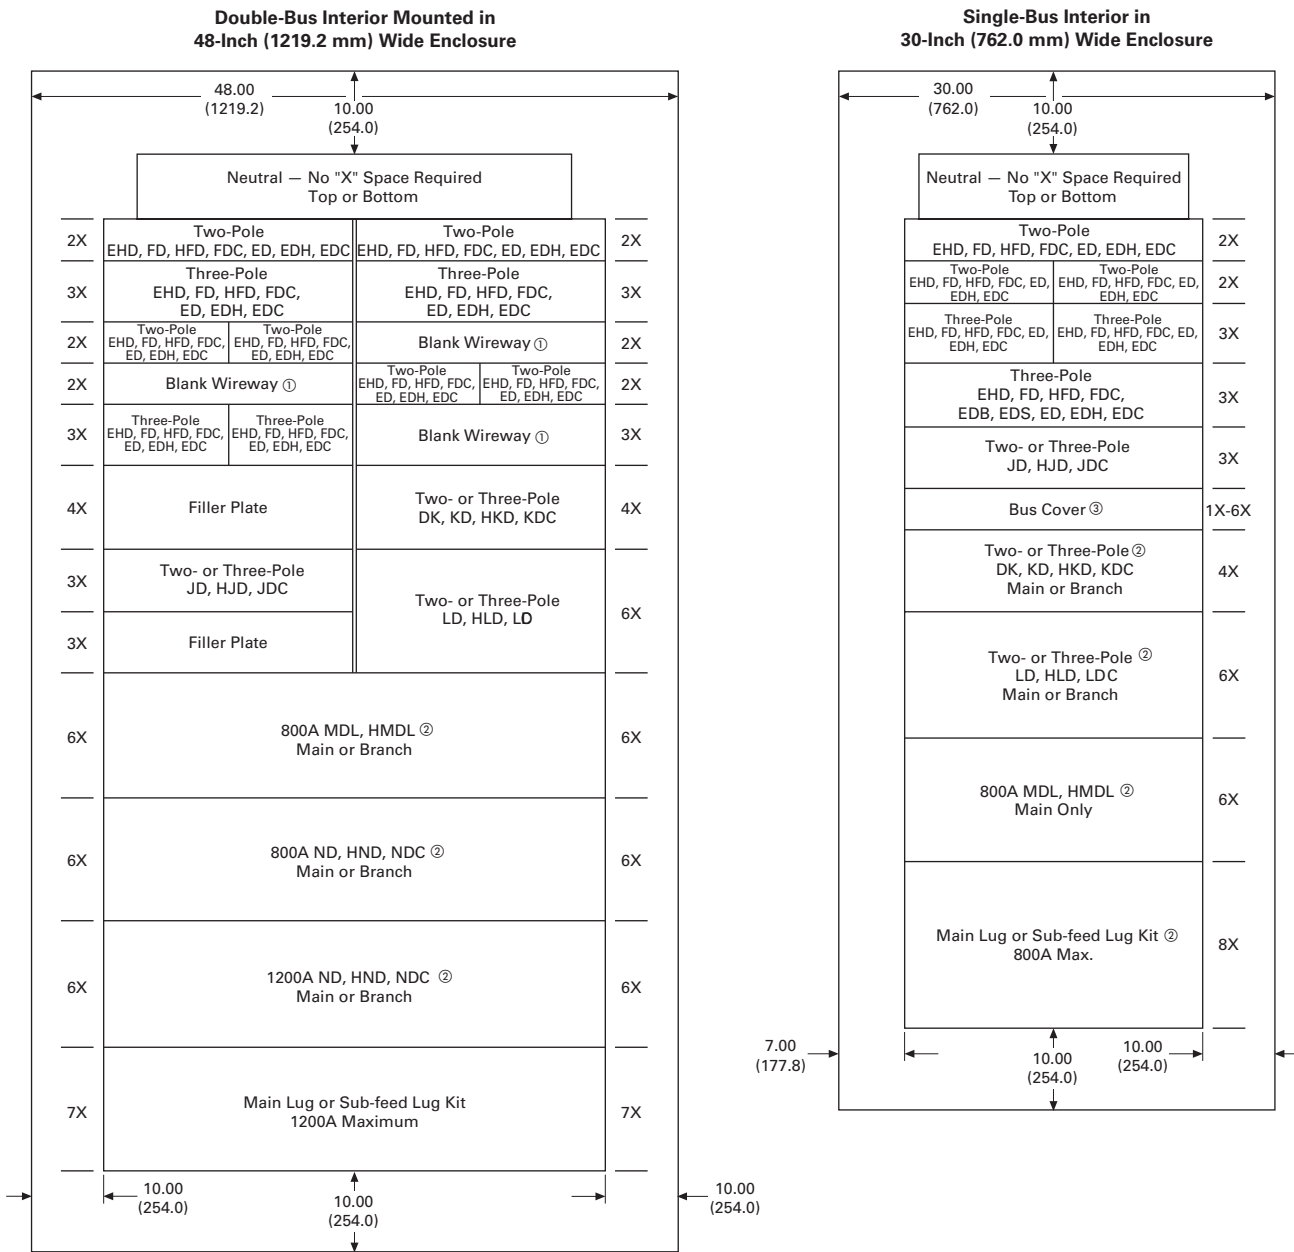 Double-Bus Interior Mounted in
48-Inch (1219.2 mm) Wide Enclosure
48.00
(1219.2)
10.00
(254.0)
Neutral — No "X" Space Required
Top or Bottom
2X
Two-Pole
EHD, FD, HFD, FDC, ED, EDH, EDC
Two-Pole
EHD, FD, HFD, FDC, ED, EDH, EDC
2X
3X
Three-Pole
EHD, FD, HFD, FDC,
ED, EDH, EDC
Three-Pole
EHD, FD, HFD, FDC,
ED, EDH, EDC
3X
2X
Two-Pole
EHD, FD, HFD, FDC,
ED, EDH, EDC
Two-Pole
EHD, FD, HFD, FDC,
ED, EDH, EDC
Blank Wireway ①
2X
2X
Blank Wireway ①
Two-Pole
EHD, FD, HFD, FDC,
ED, EDH, EDC
Two-Pole
EHD, FD, HFD, FDC,
ED, EDH, EDC
2X
3X
Three-Pole
EHD, FD, HFD, FDC,
ED, EDH, EDC
Three-Pole
EHD, FD, HFD, FDC,
ED, EDH, EDC
Blank Wireway ①
3X
4X
Filler Plate
Two- or Three-Pole
DK, KD, HKD, KDC
4X
3X
Two- or Three-Pole
JD, HJD, JDC
3X
Filler Plate
Two- or Three-Pole
LD, HLD,
6X
6X
800A MDL, HMDL ②
Main or Branch
6X
6X
800A ND, HND, NDC ②
Main or Branch
6X
6X
1200A ND, HND, NDC ②
Main or Branch
6X
7X
Main Lug or Sub-feed Lug Kit
1200A Maximum
7X
10.00
(254.0)
10.00
(254.0)
10.00
(254.0)
Single-Bus Interior in
30-Inch (762.0 mm) Wide Enclosure
30.00
(762.0)
10.00
(254.0)
Neutral — No "X" Space Required
Top or Bottom
Two-Pole
EHD, FD, HFD, FDC, ED, EDH, EDC
2X
Two-Pole
EHD, FD, HFD, FDC, ED,
EDH, EDC
Two-Pole
EHD, FD, HFD, FDC, ED,
EDH, EDC
2X
Three-Pole
EHD, FD, HFD, FDC, ED,
EDH, EDC
Three-Pole
EHD, FD, HFD, FDC, ED,
EDH, EDC
3X
Three-Pole
EHD, FD, HFD, FDC,
EDB, EDS, ED, EDH, EDC
3X
Two- or Three-Pole
JD, HJD, JDC
3X
Bus Cover ③
1X-6X
Two- or Three-Pole ②
DK, KD, HKD, KDC
Main or Branch
4X
Two- or Three-Pole ②
LD, HLD, LDC
Main or Branch
6X
800A MDL, HMDL ②
Main Only
6X
Main Lug or Sub-feed Lug Kit ②
800A Max.
8X
7.00
(177.8)
10.00
(254.0)
10.00
(254.0)